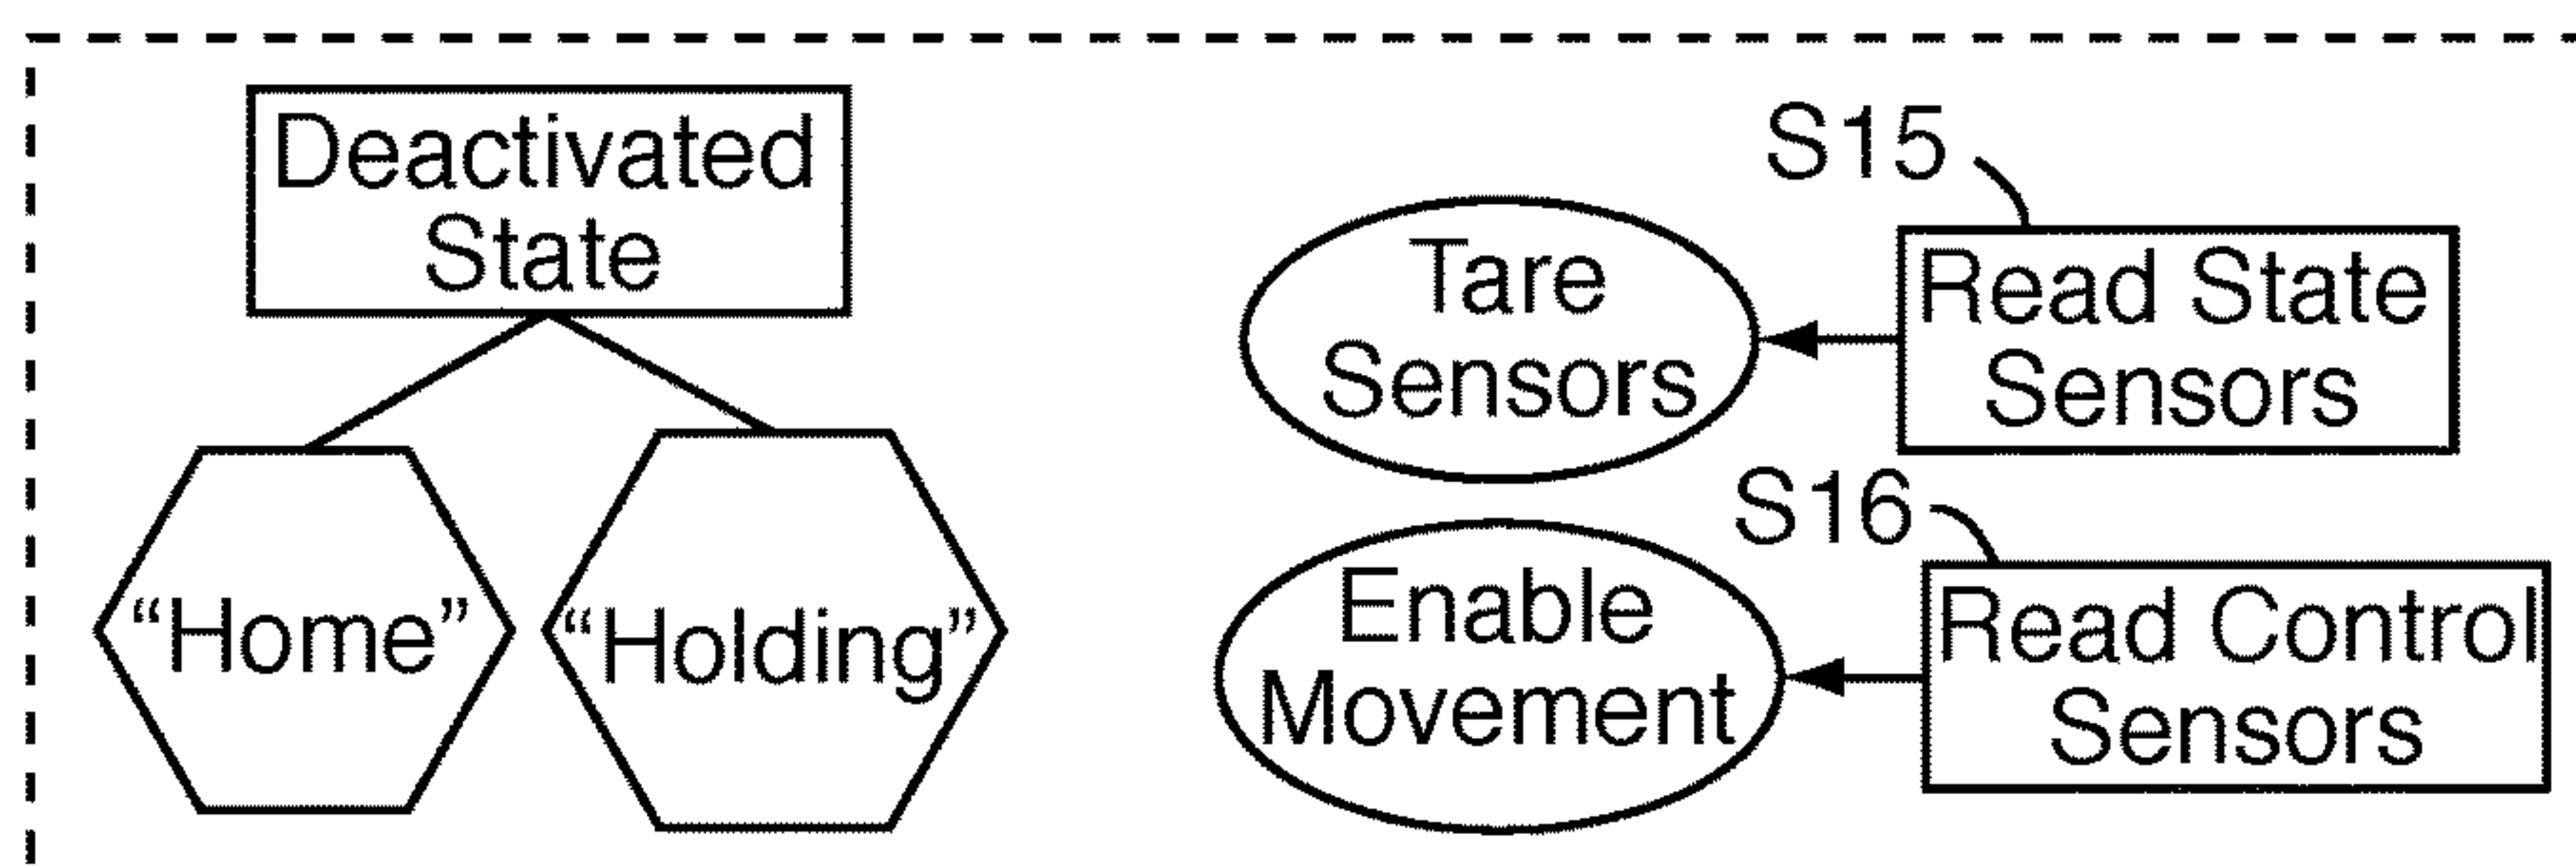 Deactivated
State
“Home”
“Holding”
S15
Tare
Sensors
Read State
Sensors
S16
Enable
Movement
Read Control
Sensors